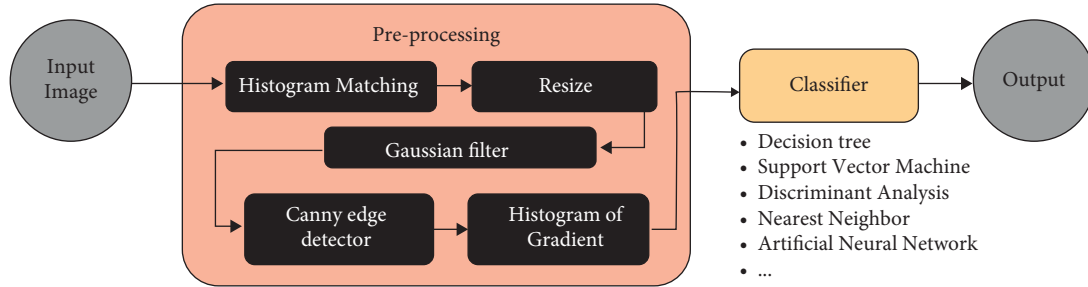 Input
Image
Pre-processing
Histogram Matching
Resize
Gaussian filter
Canny edge
detector
Histogram of
Gradient
Classifier
• Decision tree
• Support Vector Machine
• Discriminant Analysis
• Nearest Neighbor
• Artificial Neural Network
• ...
Output